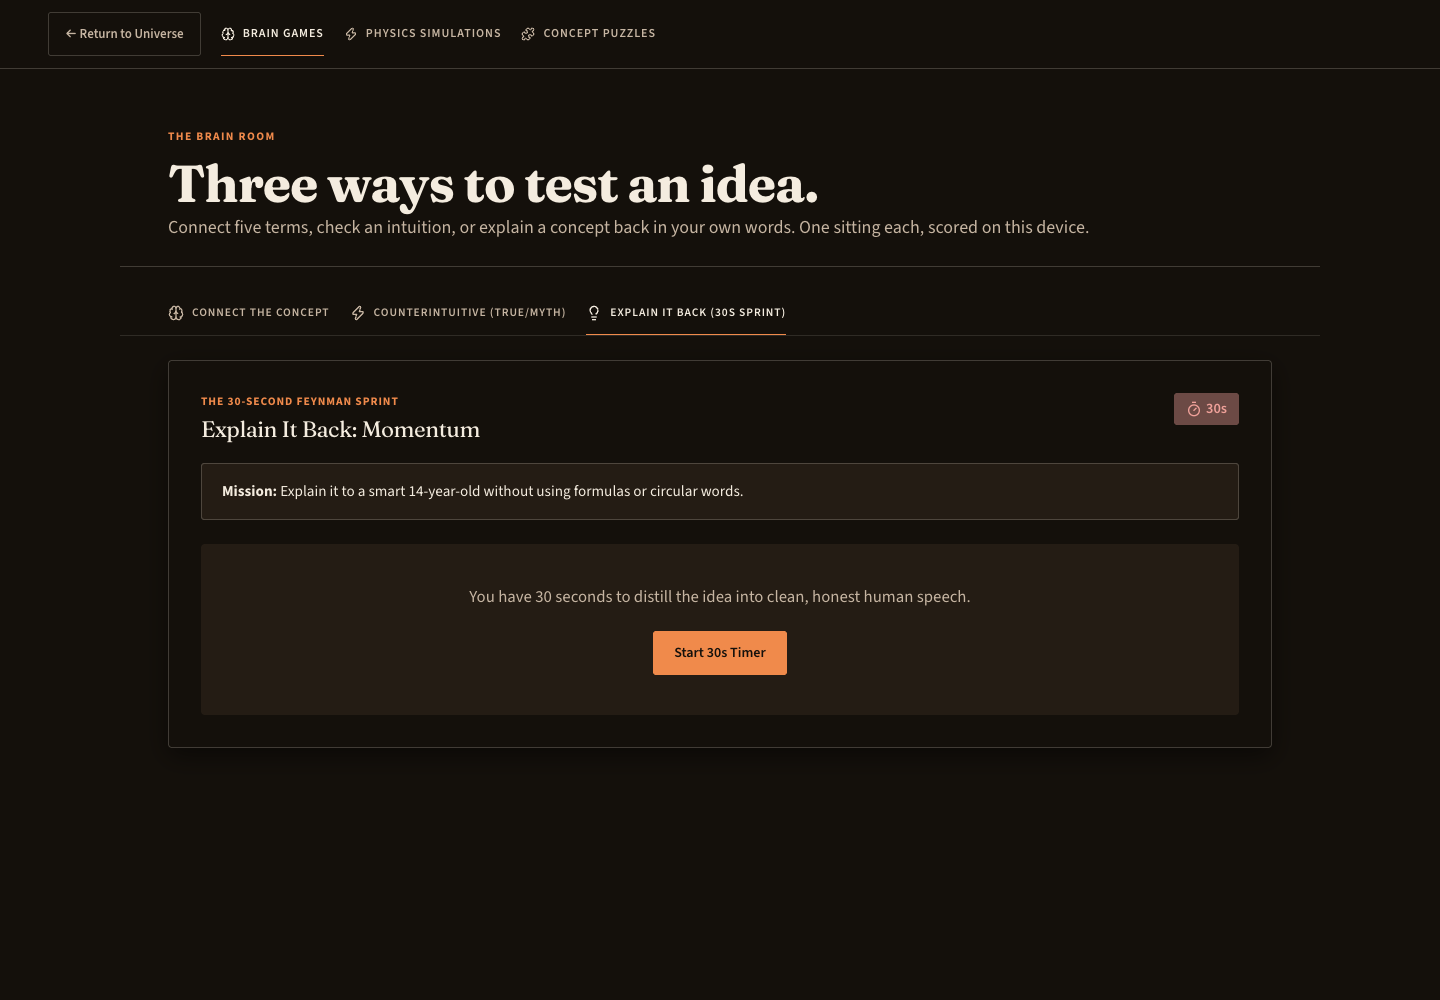 ← Return to Universe
BRAIN GAMES
PHYSICS SIMULATIONS
CONCEPT PUZZLES
THE BRAIN ROOM
Three ways to test an idea.
Connect five terms, check an intuition, or explain a concept back in your own words. One sitting each, scored on this device.
CONNECT THE CONCEPT
COUNTERINTUITIVE (TRUE/MYTH)
EXPLAIN IT BACK (30S SPRINT)
THE 30-SECOND FEYNMAN SPRINT
30s
Explain It Back: Momentum
Mission: Explain it to a smart 14-year-old without using formulas or circular words.
You have 30 seconds to distill the idea into clean, honest human speech.
Start 30s Timer